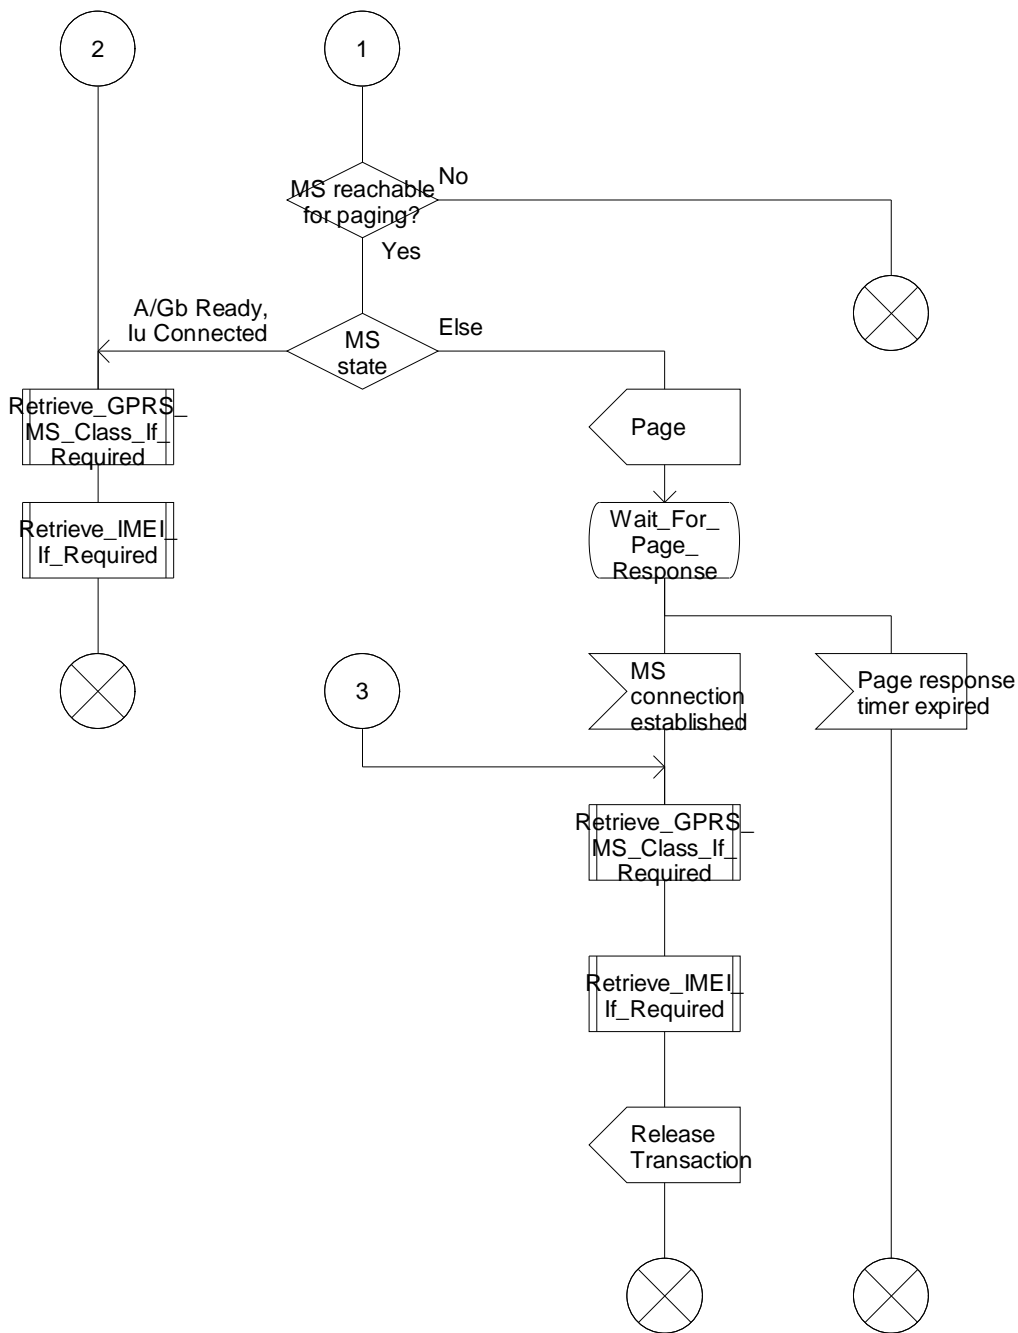 2
1
MS reachable
for paging?
No
Yes
A/Gb Ready,
Iu Connected
MS
state
Else
Retrieve_GPRS_
MS_Class_If_
Required
Page
Retrieve_IMEI_
If_Required
Wait_For_
Page_
Response
3
MS
connection
established
Page response
timer expired
Retrieve_GPRS_
MS_Class_If_
Required
Retrieve_IMEI_
If_Required
Release
Transaction